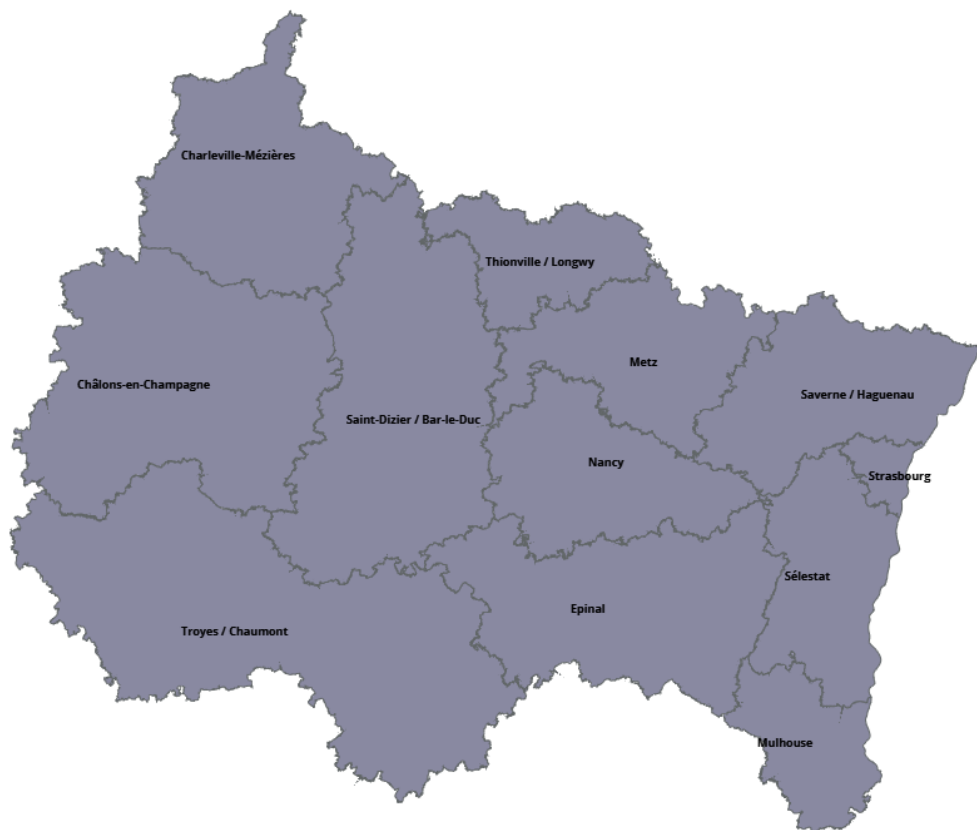 Charleville-Mézières
Thionville / Longwy
Metz
Châlons-en-Champagne
Saverne / Haguenau
Saint-Dizier / Bar-le-Duc
Nancy
Strasbourg
Sélestat
Epinal
Troyes / Chaumont
Mulhouse